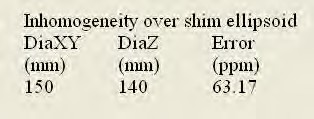 Inhomogeneity over shim ellipsoid
DiaXY DiaZ Error
(mm) (mm) (ppm)
150 140 63.17